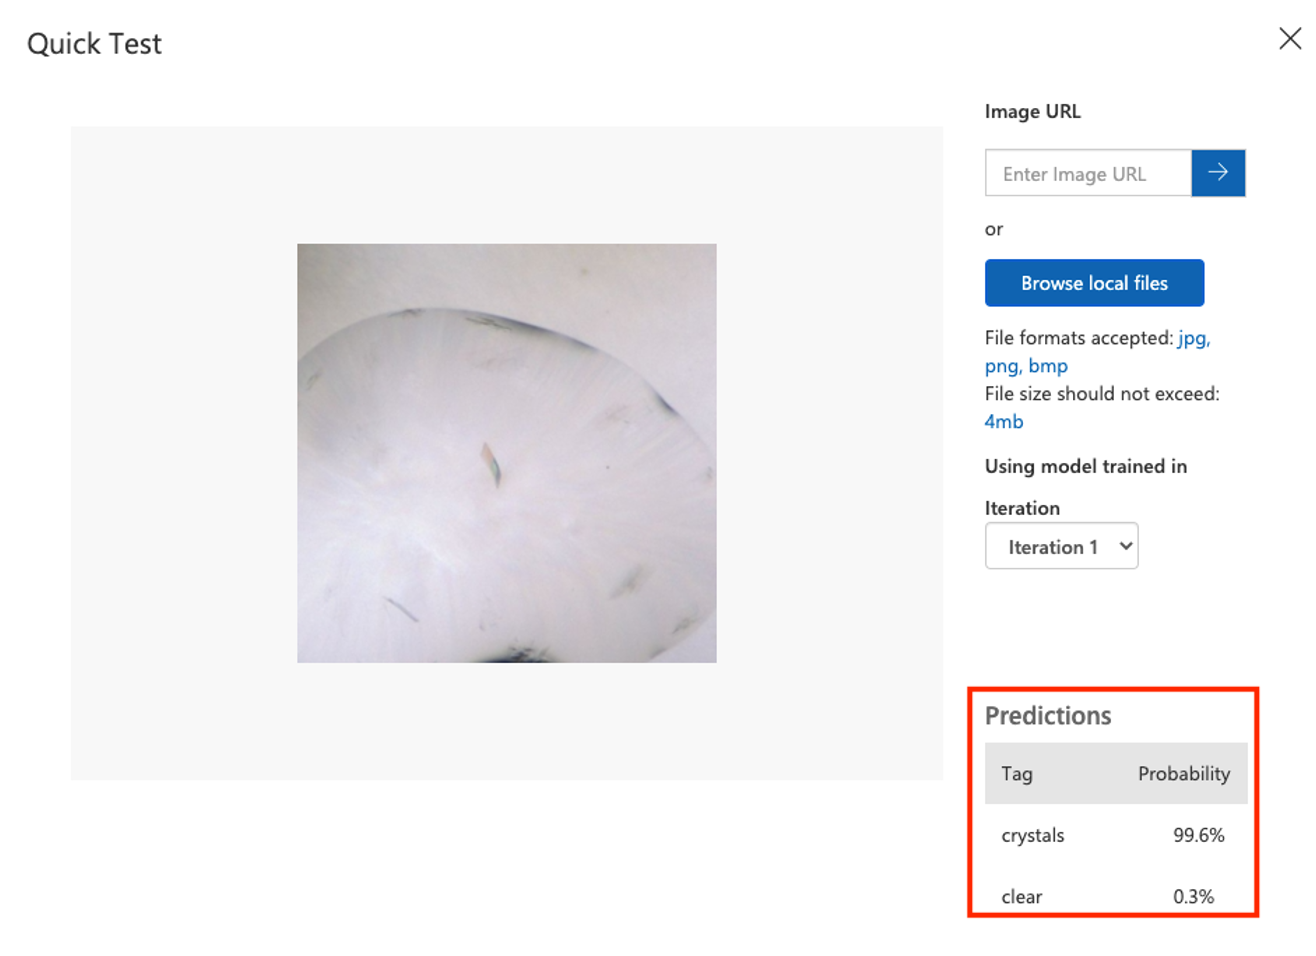 Quick Test
Image URL
Enter Image URL
or
Browse local files
File formats accepted: jpg,
png, bmp
File size should not exceed:
4mb
Using model trained in
Iteration
Iteration 1
Predictions
Tag Probability
crystals 99.6%
clear 0.3%